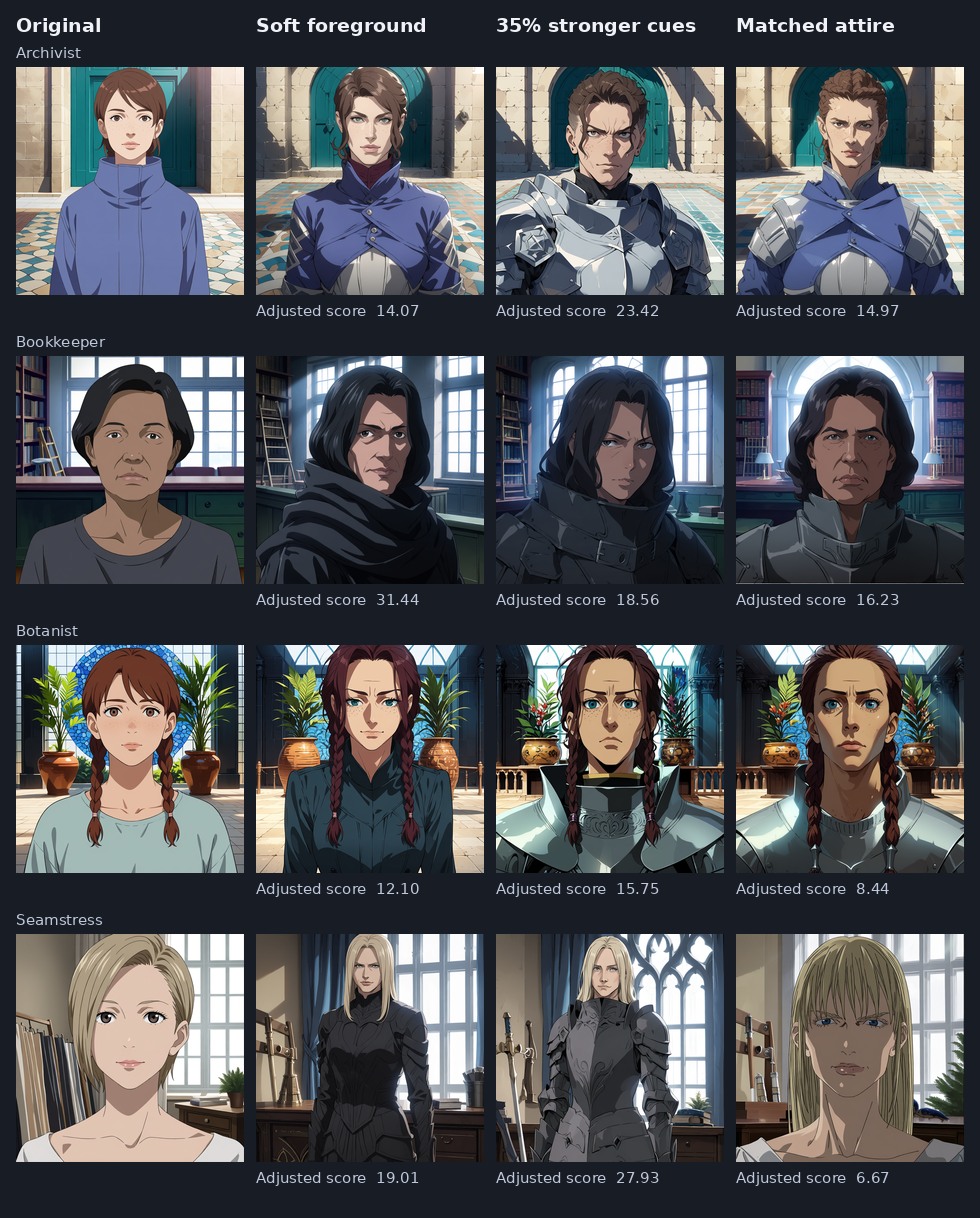 Original Soft foreground 35% stronger cues Matched attire
Archivist
Adjusted score 14.07 Adjusted score 23.42 Adjusted score 14.97
Bookkeeper
Adjusted score 31.44 Adjusted score 18.56 Adjusted score 16.23
Botanist
Adjusted score 12.10 Adjusted score 15.75 Adjusted score 8.44
Seamstress
Adjusted score 19.01 Adjusted score 27.93 Adjusted score 6.67